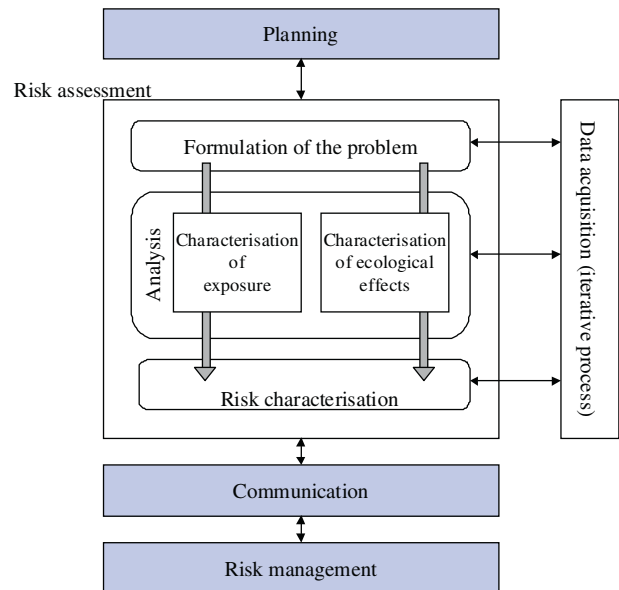 Planning
Risk assessment
Formulation of the problem
Analysis
Characterisation
of
exposure
Characterisation
of ecological
effects
Risk characterisation
Data acquisition (iterative process)
Communication
Risk management